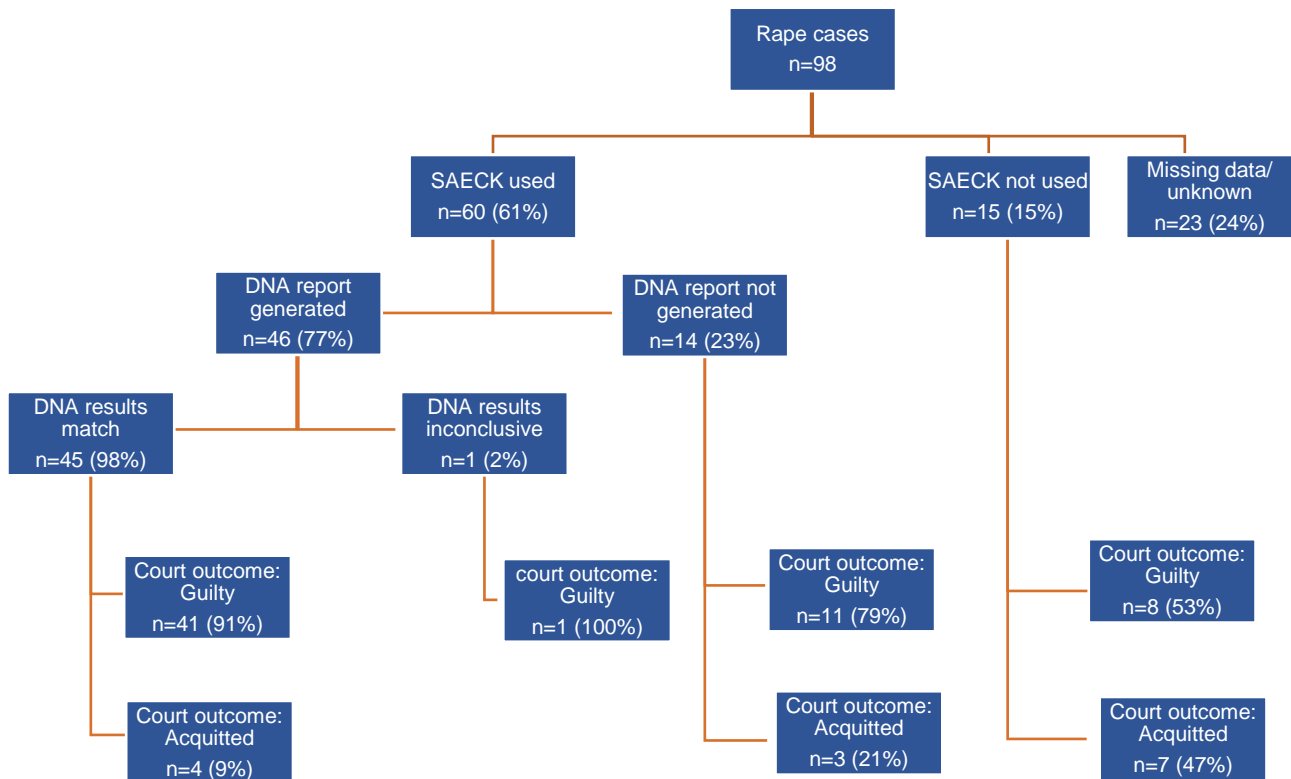 Rape cases
n=98
SAECK used
n=60 (61%)
SAECK not used
n=15 (15%)
Missing data/
unknown
n=23 (24%)
DNA report
generated
n=46 (77%)
DNA report not
generated
n=14 (23%)
DNA results
match
n=45 (98%)
DNA results
inconclusive
n=1 (2%)
Court outcome:
Guilty
n=41 (91%)
court outcome:
Guilty
n=1 (100%)
Court outcome:
Guilty
n=11 (79%)
Court outcome:
Guilty
n=8 (53%)
Court outcome:
Acquitted
n=4 (9%)
Court outcome:
Acquitted
n=3 (21%)
Court outcome:
Acquitted
n=7 (47%)